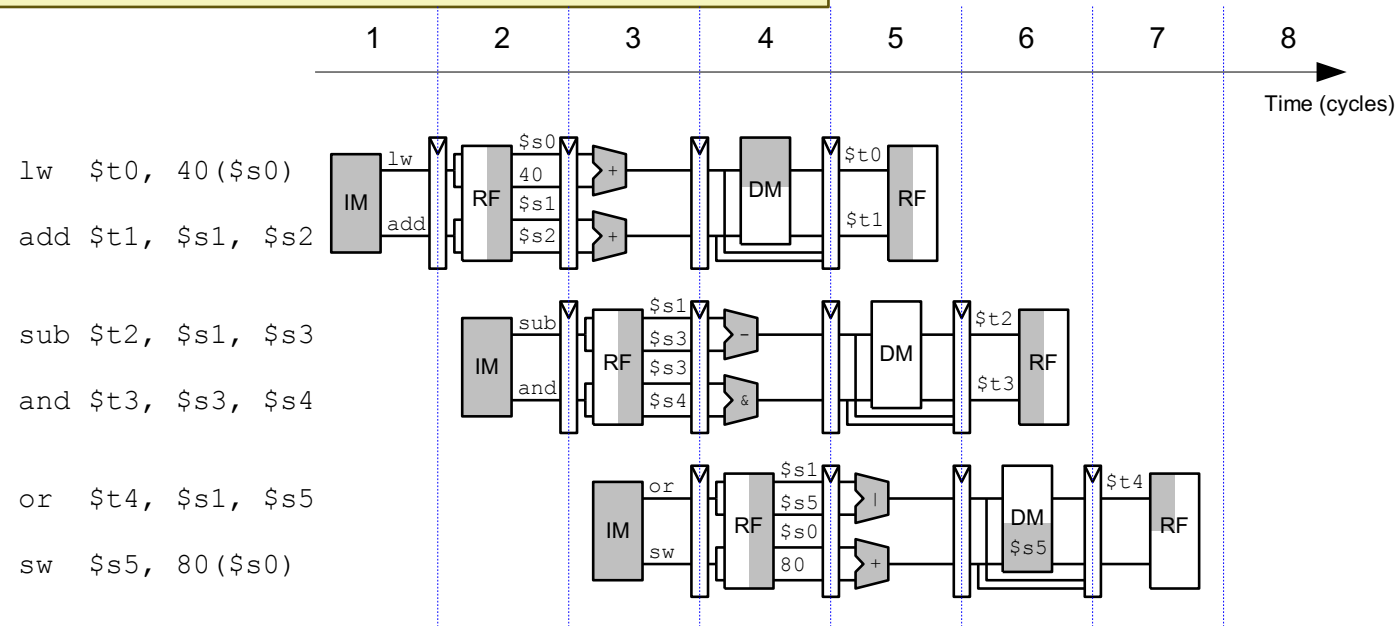 1 2 3 4 5 6 7 8
Time (cycles)
lw $t0, 40($s0)
add $t1, $s1, $s2
IM
lw
add
RF
$s0
40
$s1
$s2
+
+
DM
$t0
$t1
RF
sub $t2, $s1, $s3
and $t3, $s3, $s4
IM
sub
and
RF
$s1
$s3
$s3
$s4
-
&
DM
$t2
$t3
RF
or $t4, $s1, $s5
sw $s5, 80($s0)
IM
or
sw
RF
$s1
$s5
$s0
80
|
+
DM
$s5
$t4
RF